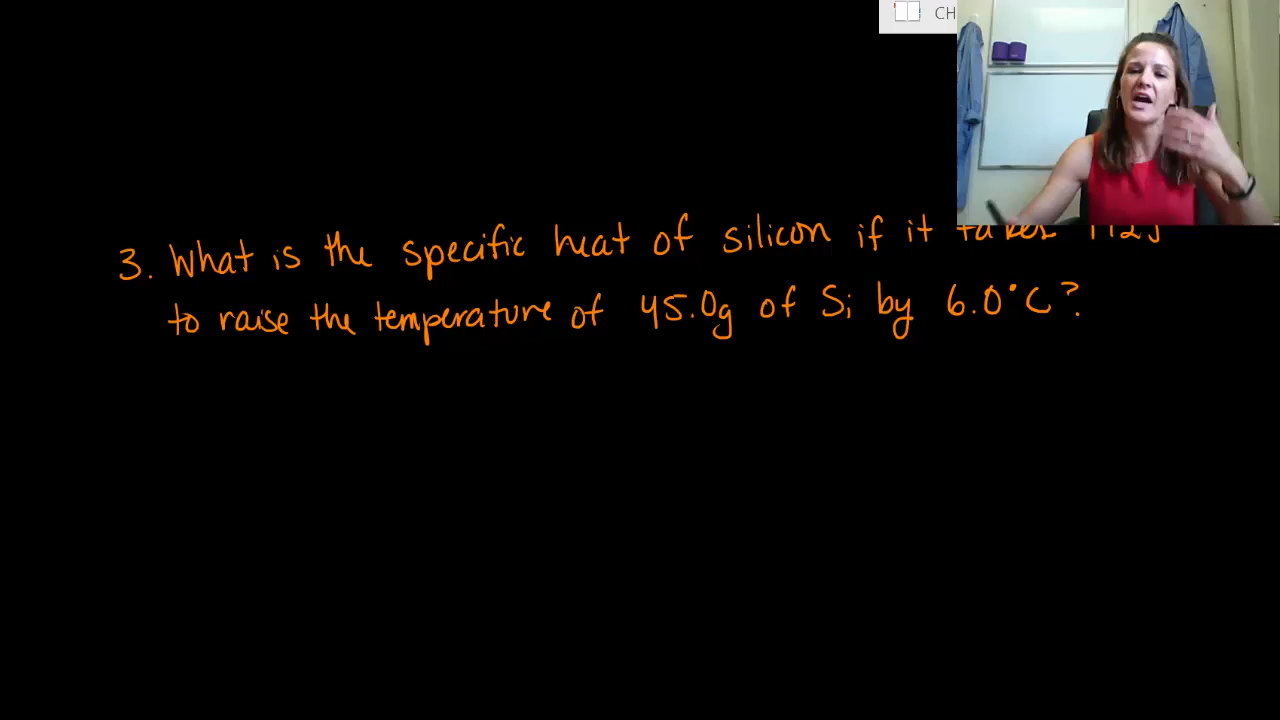 CH
3. What is the specific heat of silicon if it takes
to raise the temperature of 45.0g of Si by 6.0°C?